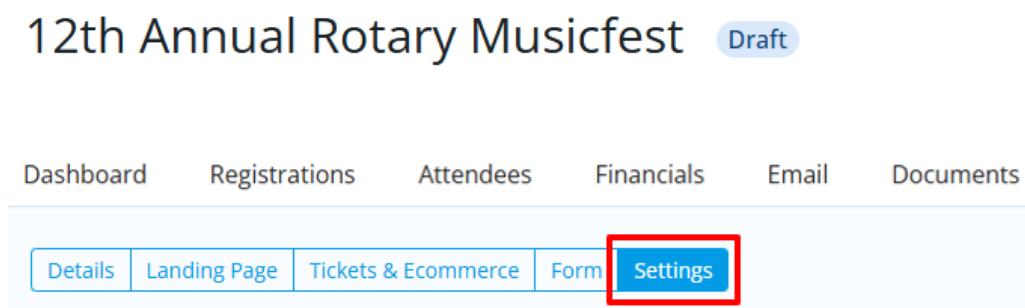 12th Annual Rotary Musicfest Draft
Dashboard Registrations Attendees Financials Email Documents
Details Landing Page Tickets & Ecommerce Form Settings